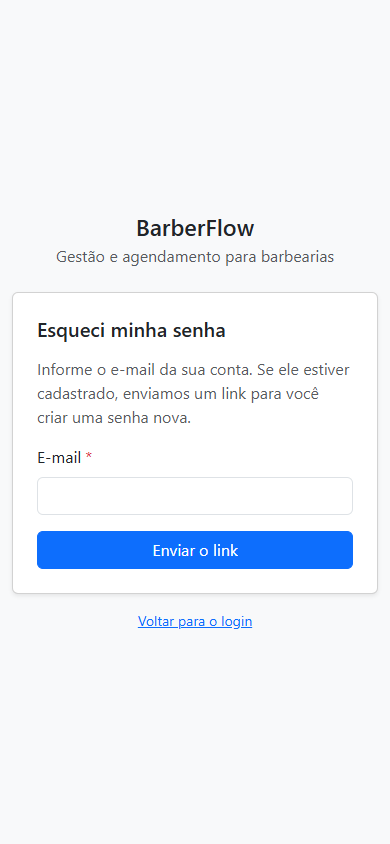 BarberFlow
Gestão e agendamento para barbearias
Esqueci minha senha
Informe o e-mail da sua conta. Se ele estiver
cadastrado, enviamos um link para você
criar uma senha nova.
E-mail *
Enviar o link
Voltar para o login